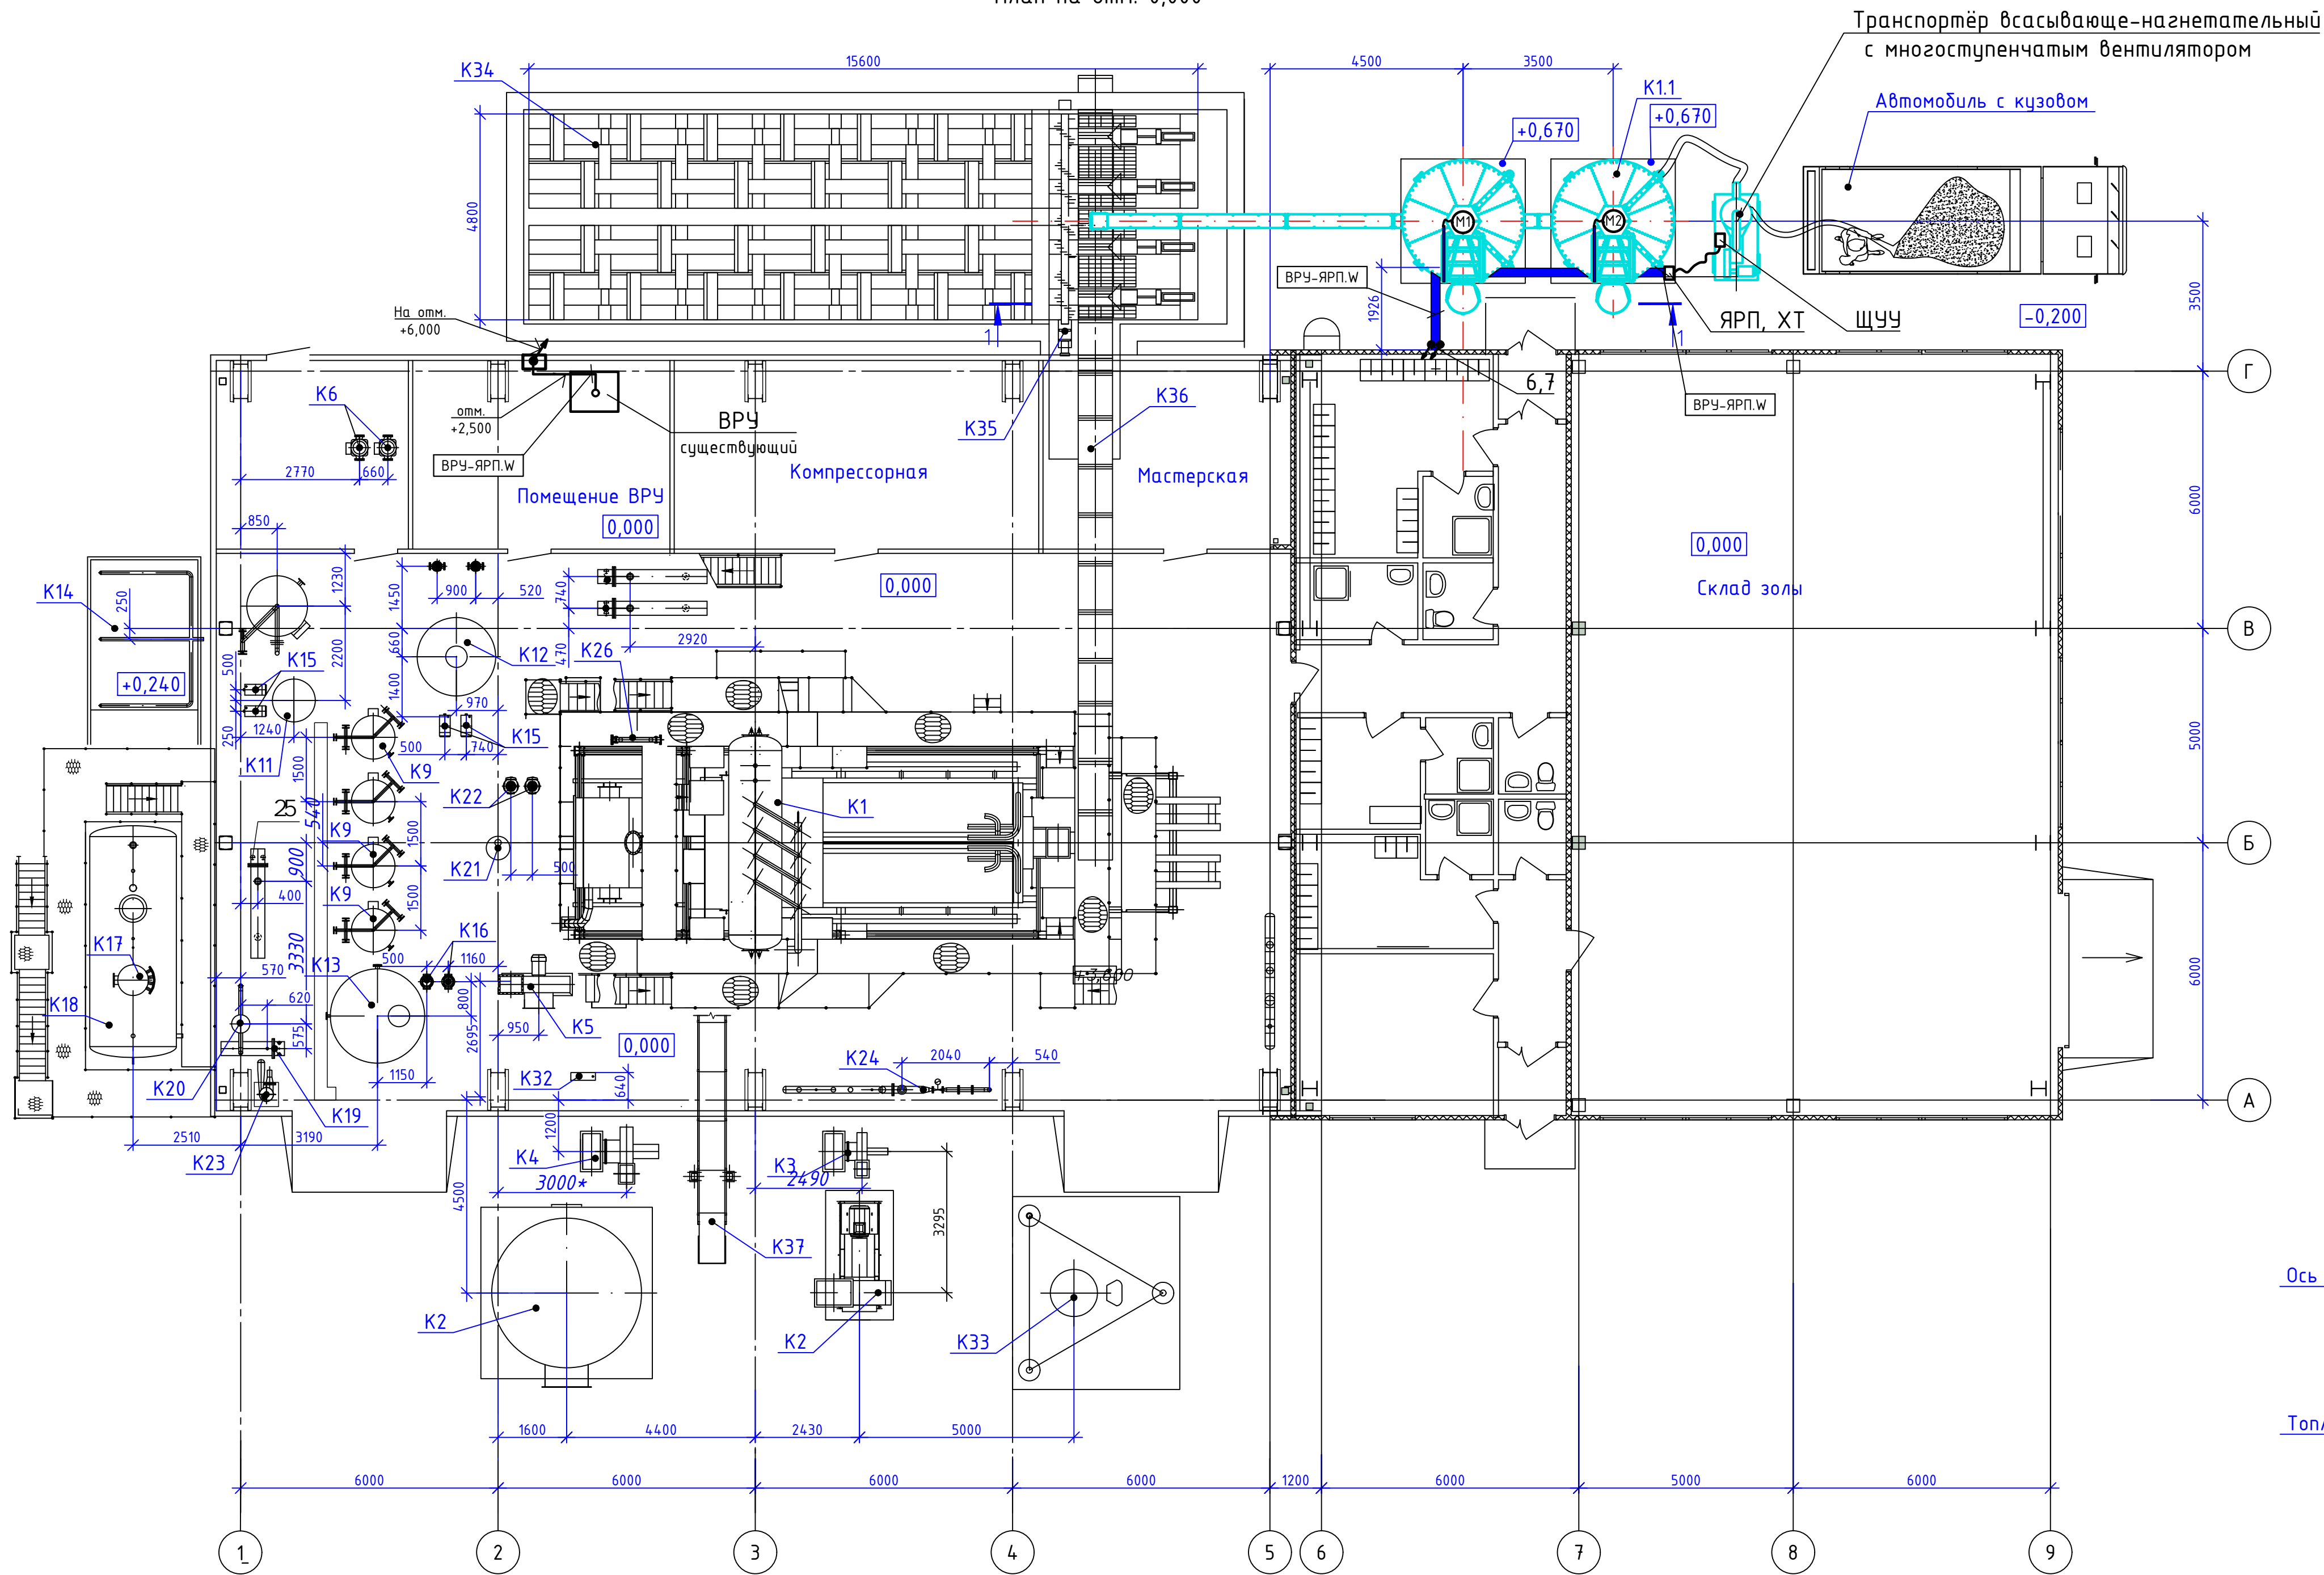 Транспортёр всасывающе-нагнетательный
с многоступенчатым вентилятором
К34
15600
4500
3500
К1.1
Автомобиль с кузовом
+0,670
+0,670
4800
М1
М2
ВРУ-ЯРП.W
1926
3500
-0,200
На отм.
+6,000
1
1
ЯРП, ХТ
ЩУУ
Г
К6
отм.
+2,500
ВРУ
существующий
К35
К36
6,7
ВРУ-ЯРП.W
ВРУ-ЯРП.W
2770
660
Помещение ВРУ
Компрессорная
Мастерская
6000
850
0,000
0,000
К14
250
1230
1450
900
520
740
0,000
Склад золы
2200
660
470
2920
В
500
К15
К12
К26
+0,240
1400
970
250
1240
500
740
К15
К11
1500
К9
5000
К22
К1
25
540
К9
1500
Б
900
К21
500
400
К9
1500
К17
3330
К16
570
К13
500
1160
+3,600
6000
К18
620
800
575
950
К5
2695
0,000
К24
2040
540
К20
1150
К32
640
А
К19
1200
2510
3190
К4
К3
К23
3000*
2490
4500
3295
К37
Ось
К2
К2
К33
1600
4400
2430
5000
6000
6000
6000
6000
1200
6000
5000
6000
1
2
3
4
5
6
7
8
9